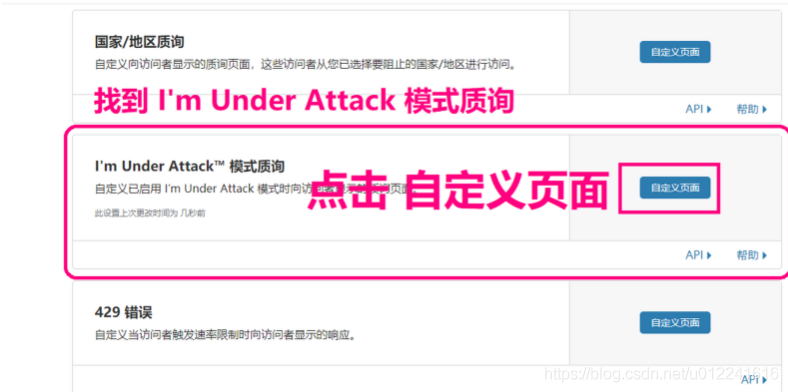 国家/地区质询
自定义向访问者显示的质询页面，这些访问者从您已选择要阻止的国家/地区进行访问。
自定义页面
找到 I'm Under Attack 模式质询
API
帮助
I'm Under Attack™ 模式质询
点击 自定义页面
自定义页面
自定义已启用 I'm Under Attack 模式时向访问者显示的质询页面
此设置上次更改时间为 几秒前
API
帮助
429 错误
自定义当访问者触发速率限制时向访问者显示的响应。
自定义页面
https://blog.csdn.net/u012241616
API